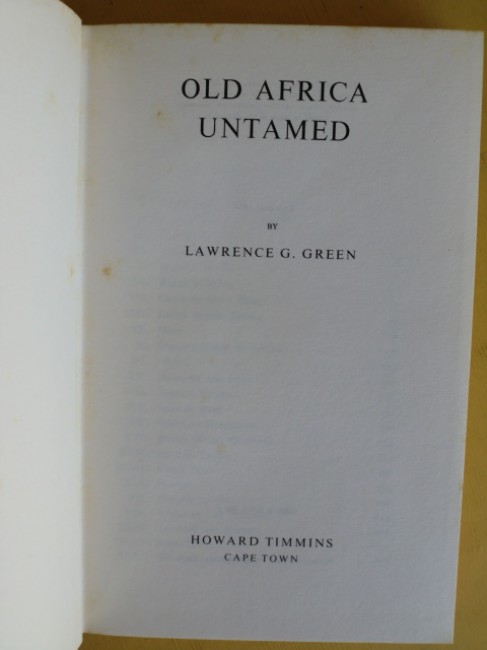 OLD AFRICA
UNTAMED
BY
LAWRENCE G. GREEN
HOWARD TIMMINS
CAPE TOWN